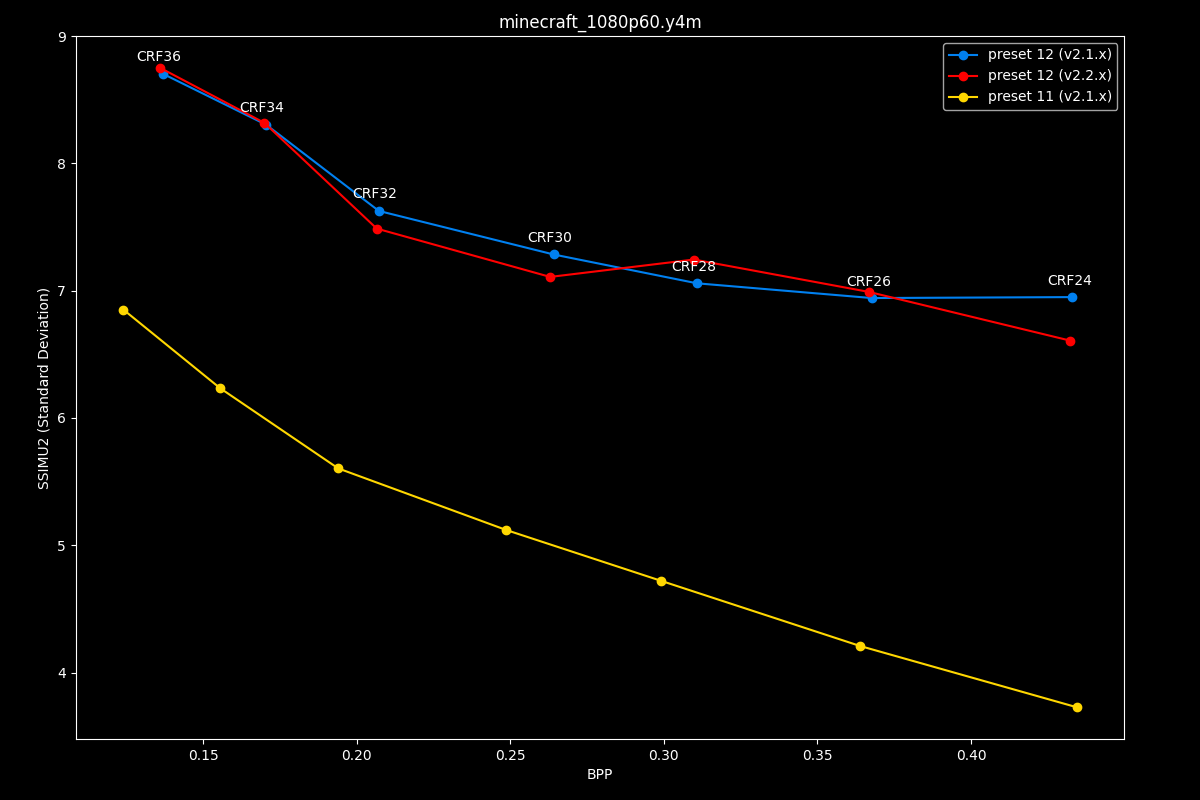 minecraft_1080p60.y4m
preset 12 (v2.1.x)
preset 12 (v2.2.x)
preset 11 (v2.1.x)
CRF36
CRF34
CRF32
CRF30
CRF28
CRF26
CRF24
9
8
7
6
5
4
SSIMU2 (Standard Deviation)
0.15 0.20 0.25 0.30 0.35 0.40
BPP